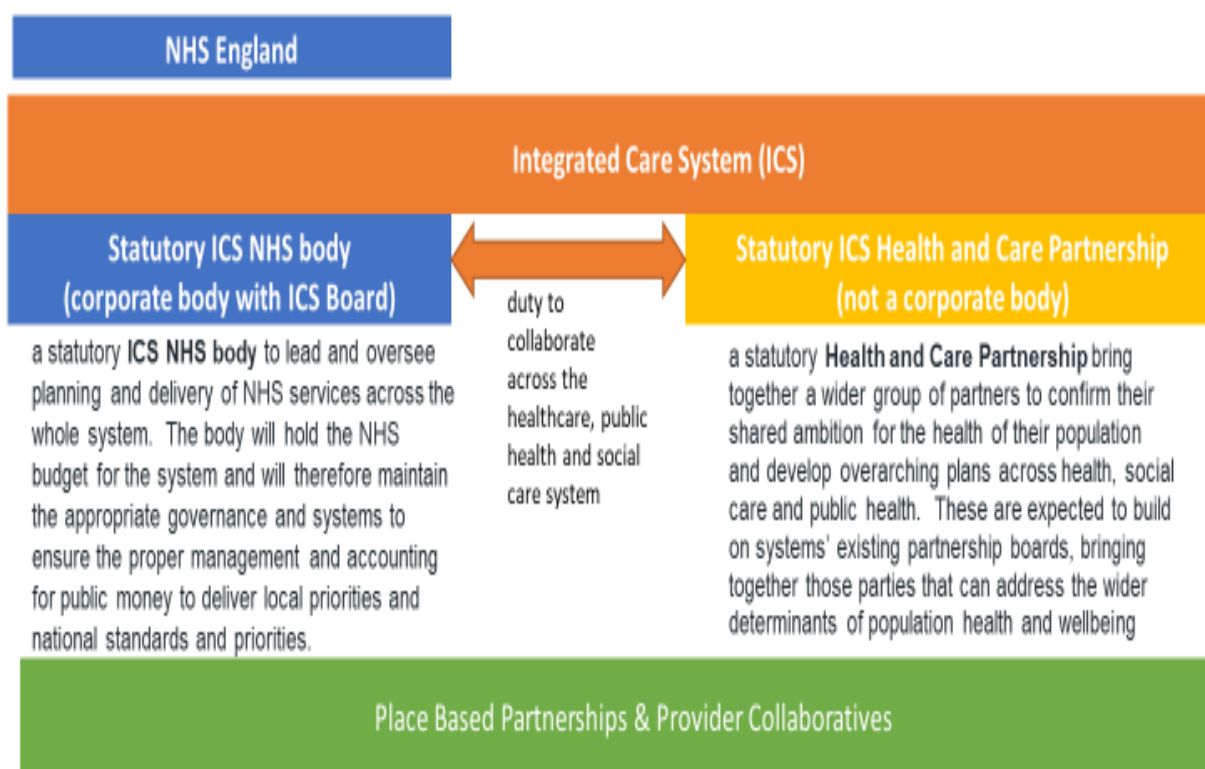 NHS England
Integrated Care System (ICS)
Statutory ICS NHS body
(corporate body with ICS Board)
a statutory ICS NHS body to lead and oversee
planning and delivery of NHS services across the
whole system. The body will hold the NHS
budget for the system and will therefore maintain
the appropriate governance and systems to
ensure the proper management and accounting
for public money to deliver local priorities and
national standards and priorities.
duty to
collaborate
across the
healthcare, public
health and social
care system
Statutory ICS Health and Care Partnership
(not a corporate body)
a statutory Health and Care Partnership bring
together a wider group of partners to confirm their
shared ambition for the health of their population
and develop overarching plans across health, social
care and public health. These are expected to build
on systems' existing partnership boards, bringing
together those parties that can address the wider
determinants of population health and wellbeing
Place Based Partnerships & Provider Collaboratives